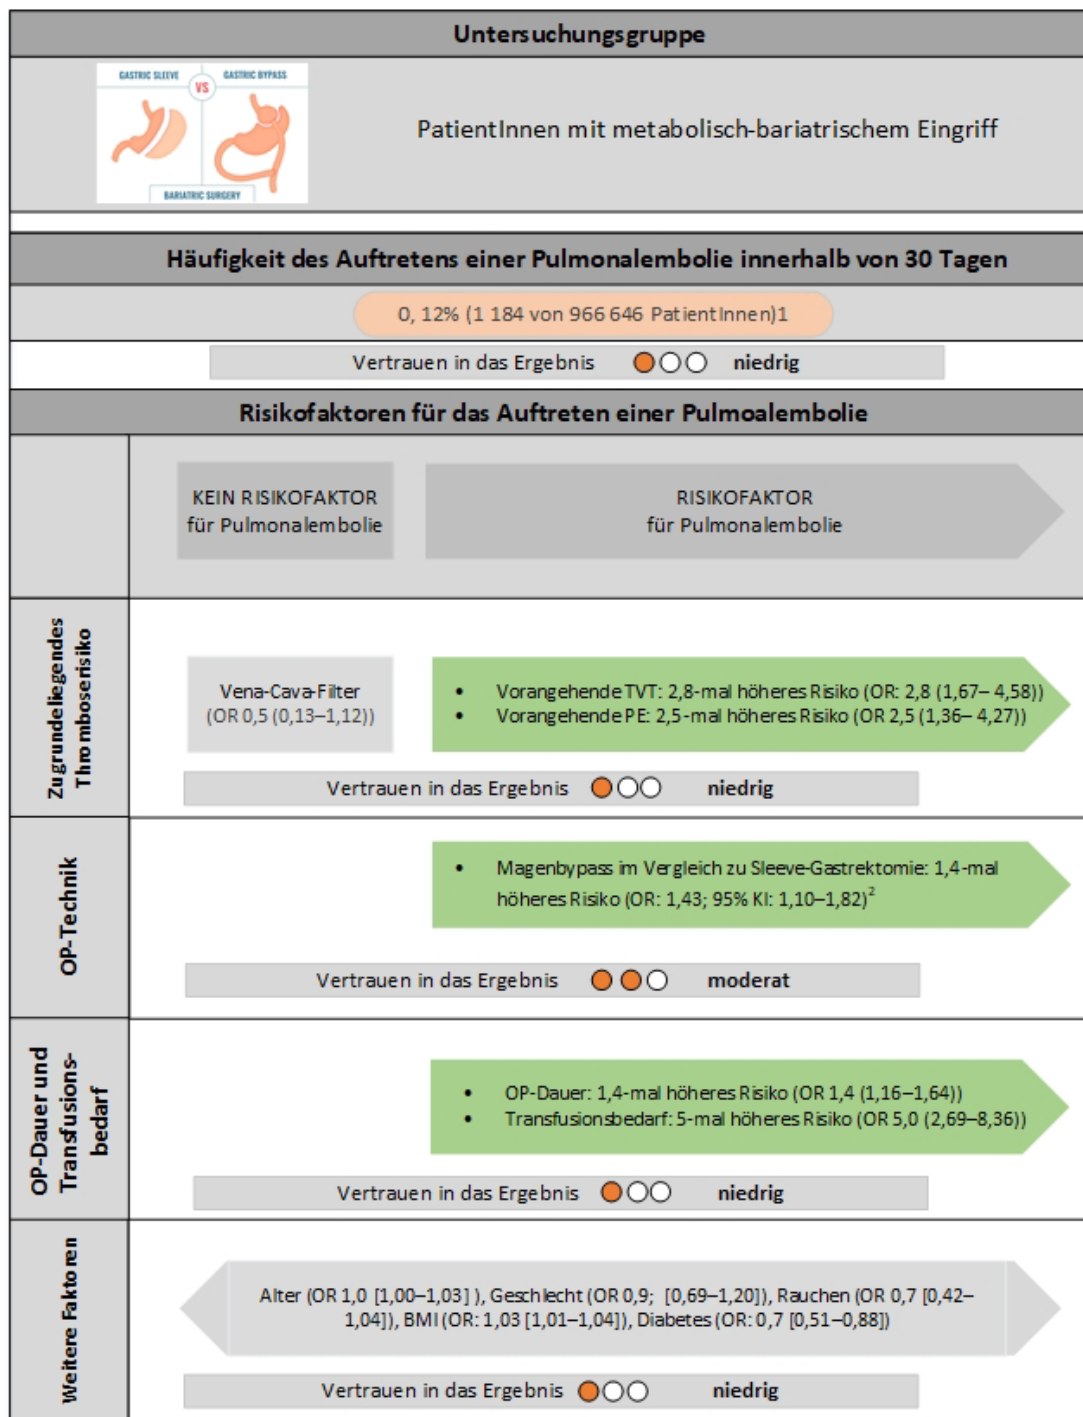 Untersuchungsgruppe
GASTRIC SLEEVE
VS
GASTRIC BYPASS
BARIATRIC SURGERY
PatientInnen mit metabolisch-bariatrischem Eingriff
Häufigkeit des Auftretens einer Pulmonalembolie innerhalb von 30 Tagen
0, 12% (1 184 von 966 646 PatientInnen)1
Vertrauen in das Ergebnis niedrig
Risikofaktoren für das Auftreten einer Pulmoalembolie
KEIN RISIKOFAKTOR
für Pulmonalembolie
RISIKOFAKTOR
für Pulmonalembolie
Zugrundeliegendes
Thromboserisiko
Vena-Cava-Filter
(OR 0,5 (0,13–1,12))
• Vorangehende TVT: 2,8-mal höheres Risiko (OR: 2,8 (1,67– 4,58))
• Vorangehende PE: 2,5-mal höheres Risiko (OR 2,5 (1,36– 4,27))
Vertrauen in das Ergebnis niedrig
OP-Technik
• Magenbypass im Vergleich zu Sleeve-Gastrektomie: 1,4-mal
höheres Risiko (OR: 1,43; 95% KI: 1,10–1,82)²
Vertrauen in das Ergebnis moderat
OP-Dauer und
Transfusions-
bedarf
• OP-Dauer: 1,4-mal höheres Risiko (OR 1,4 (1,16–1,64))
• Transfusionsbedarf: 5-mal höheres Risiko (OR 5,0 (2,69–8,36))
Vertrauen in das Ergebnis niedrig
Weitere Faktoren
Alter (OR 1,0 [1,00–1,03] ), Geschlecht (OR 0,9; [0,69–1,20]), Rauchen (OR 0,7 [0,42–
1,04]), BMI (OR: 1,03 [1,01–1,04]), Diabetes (OR: 0,7 [0,51–0,88])
Vertrauen in das Ergebnis niedrig